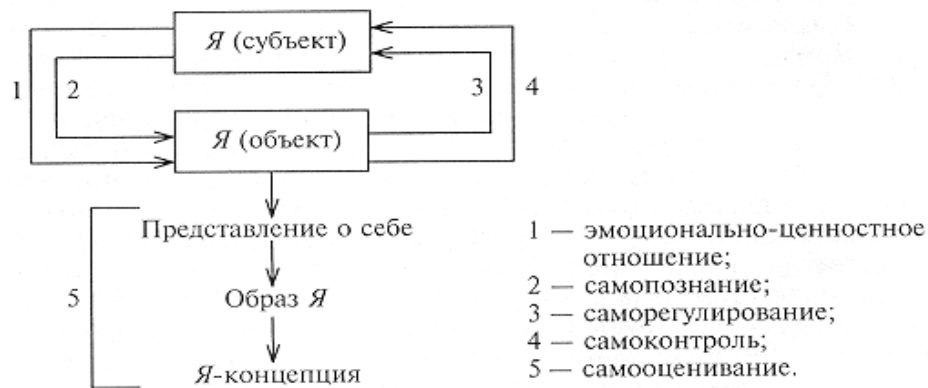 Я (субъект)
1
2
3
4
Я (объект)
Представление о себе
5
Образ Я
Я-концепция
1 — эмоционально-ценностное
отношение;
2 — самопознание;
3 — саморегулирование;
4 — самоконтроль;
5 — самооценивание.